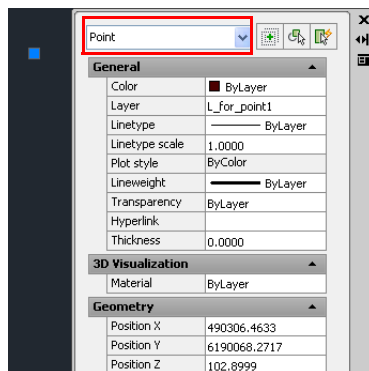 Point
General
Color ByLayer
Layer L_for_point1
Linetype ByLayer
Linetype scale 1.0000
Plot style ByColor
Lineweight ByLayer
Transparency ByLayer
Hyperlink
Thickness 0.0000
3D Visualization
Material ByLayer
Geometry
Position X 490306.4633
Position Y 6190068.2717
Position Z 102.8999